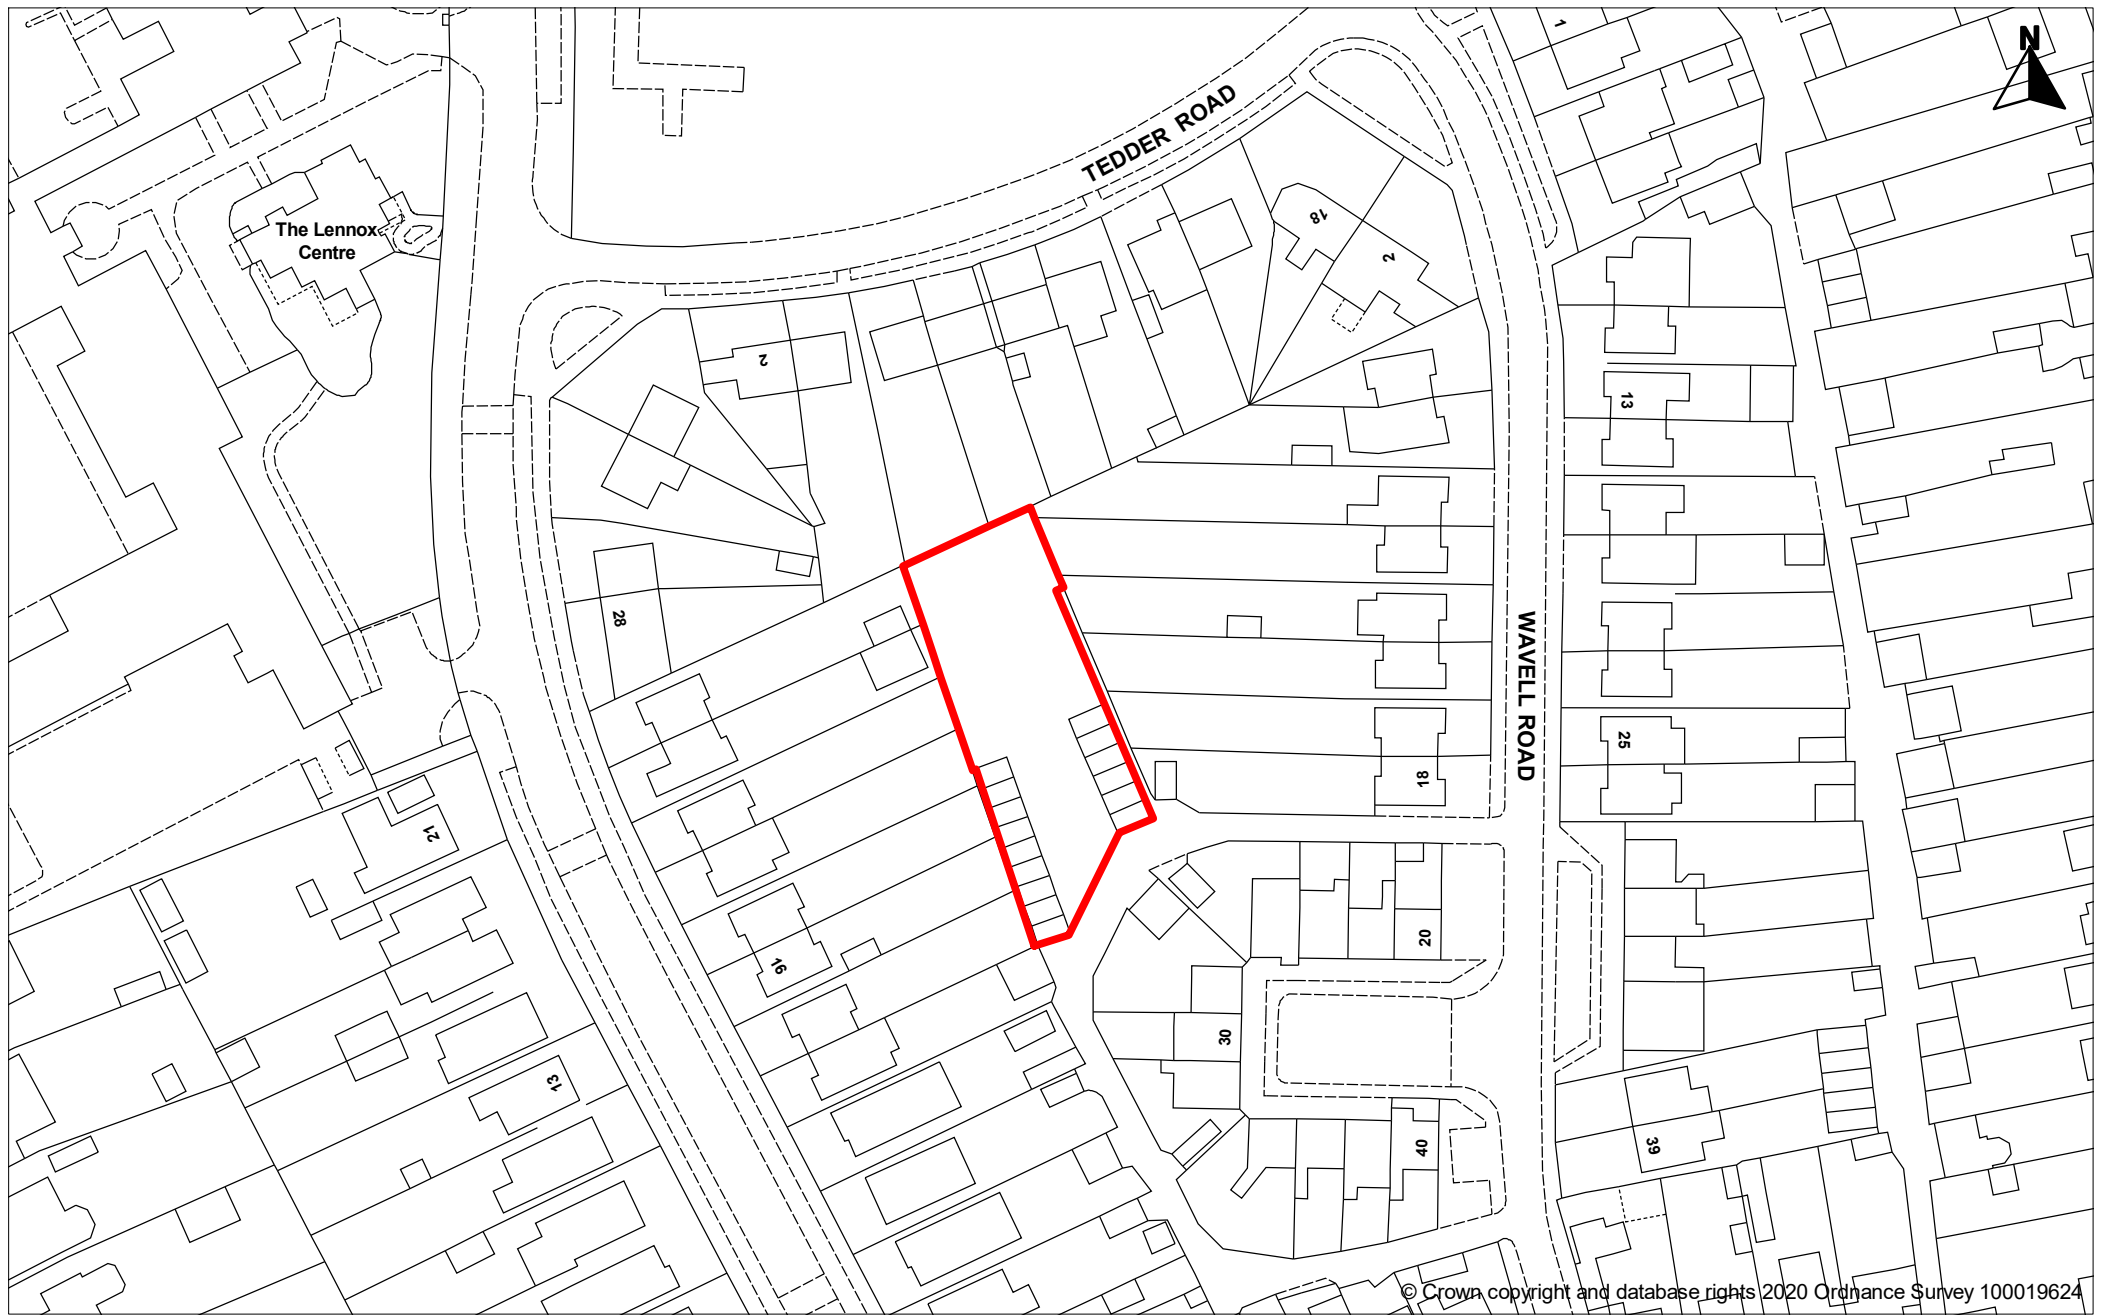 1
N
TEDDER ROAD
The Lennox
Centre
18
2
2
13
28
WAVELL ROAD
25
18
21
16
20
30
13
40
39
© Crown copyright and database rights 2020 Ordnance Survey 100019624